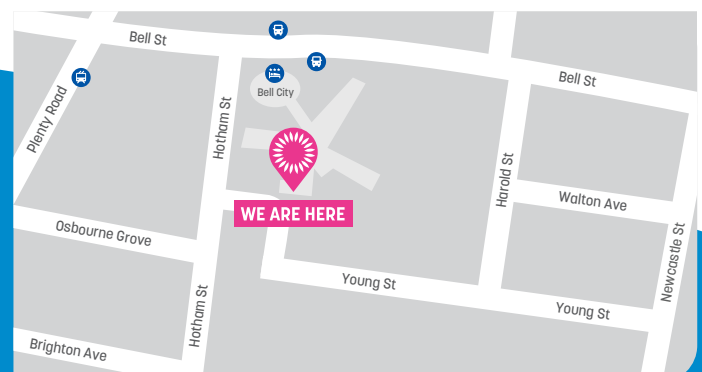 Bell St
Bell St
Bell City
Plenty Road
Hotham St
Harold St
Walton Ave
WE ARE HERE
Osbourne Grove
Newcastle St
Young St
Hotham St
Young St
Brighton Ave